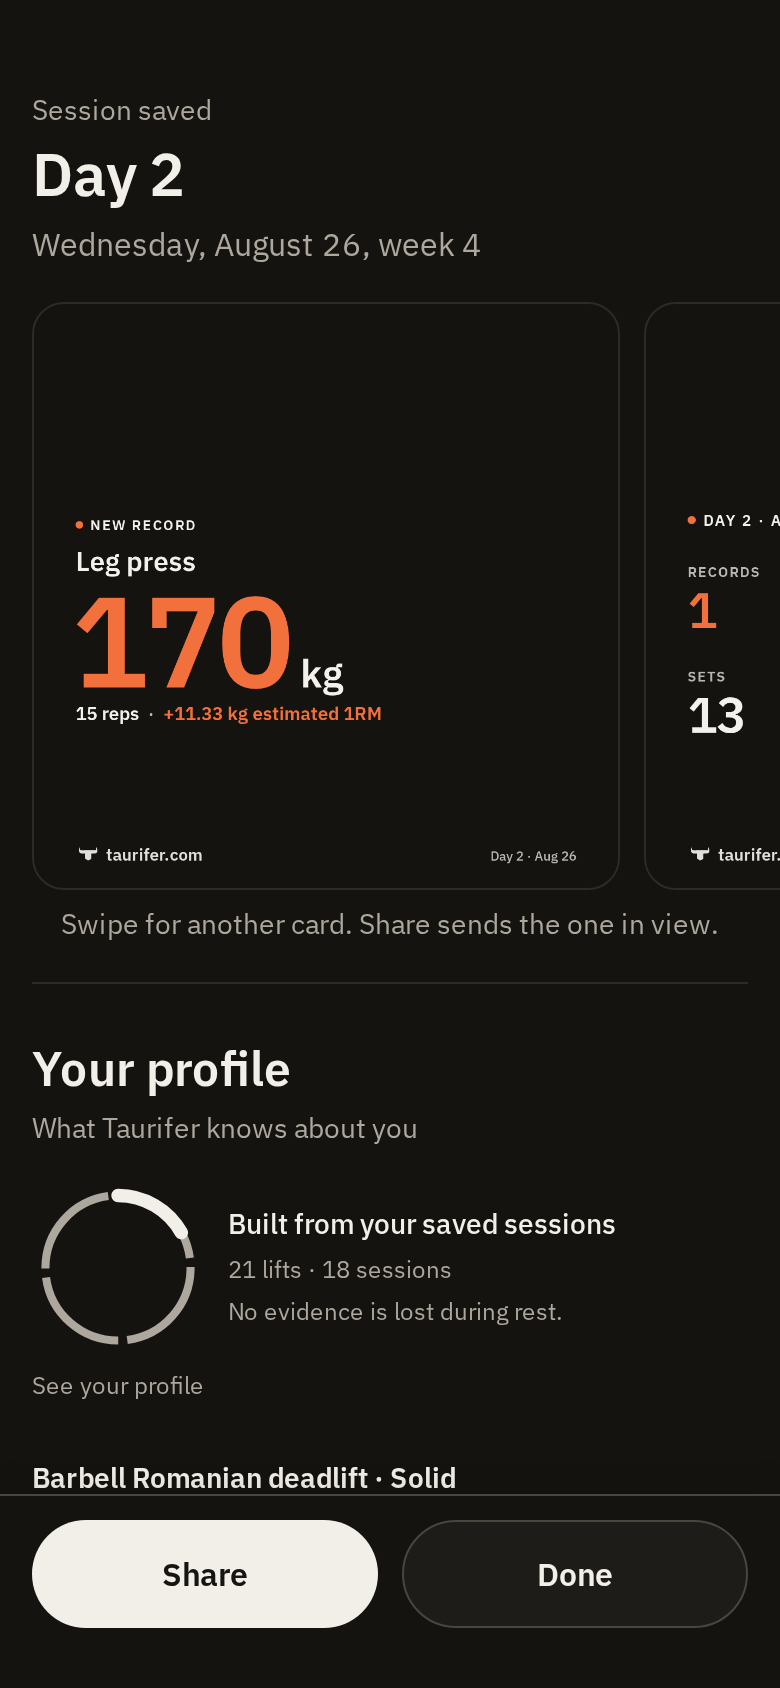 Session saved
Day 2
Wednesday, August 26, week 4
NEW RECORD
Leg press
170 kg
15 reps · +11.33 kg estimated 1RM
taurifer.com
Day 2 · Aug 26
DAY 2 · A
RECORDS
1
SETS
13
taurifer.
Swipe for another card. Share sends the one in view.
Your profile
What Taurifer knows about you
Built from your saved sessions
21 lifts · 18 sessions
No evidence is lost during rest.
See your profile
Barbell Romanian deadlift · Solid
Share
Done